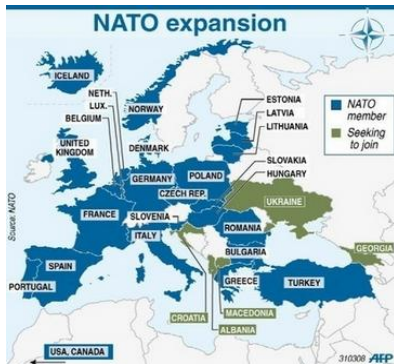 NATO expansion
ICELAND
NETH.
LUX.
BELGIUM
NORWAY
ESTONIA
LATVIA
LITHUANIA
NATO
member
Seeking
to join
UNITED
KINGDOM
DENMARK
GERMANY
POLAND
CZECH REP.
SLOVAKIA
HUNGARY
UKRAINE
FRANCE
SLOVENIA
ITALY
ROMANIA
BULGARIA
GEORGIA
SPAIN
PORTUGAL
GREECE
TURKEY
CROATIA
MACEDONIA
ALBANIA
USA, CANADA
Source: NATO
310308 AFP